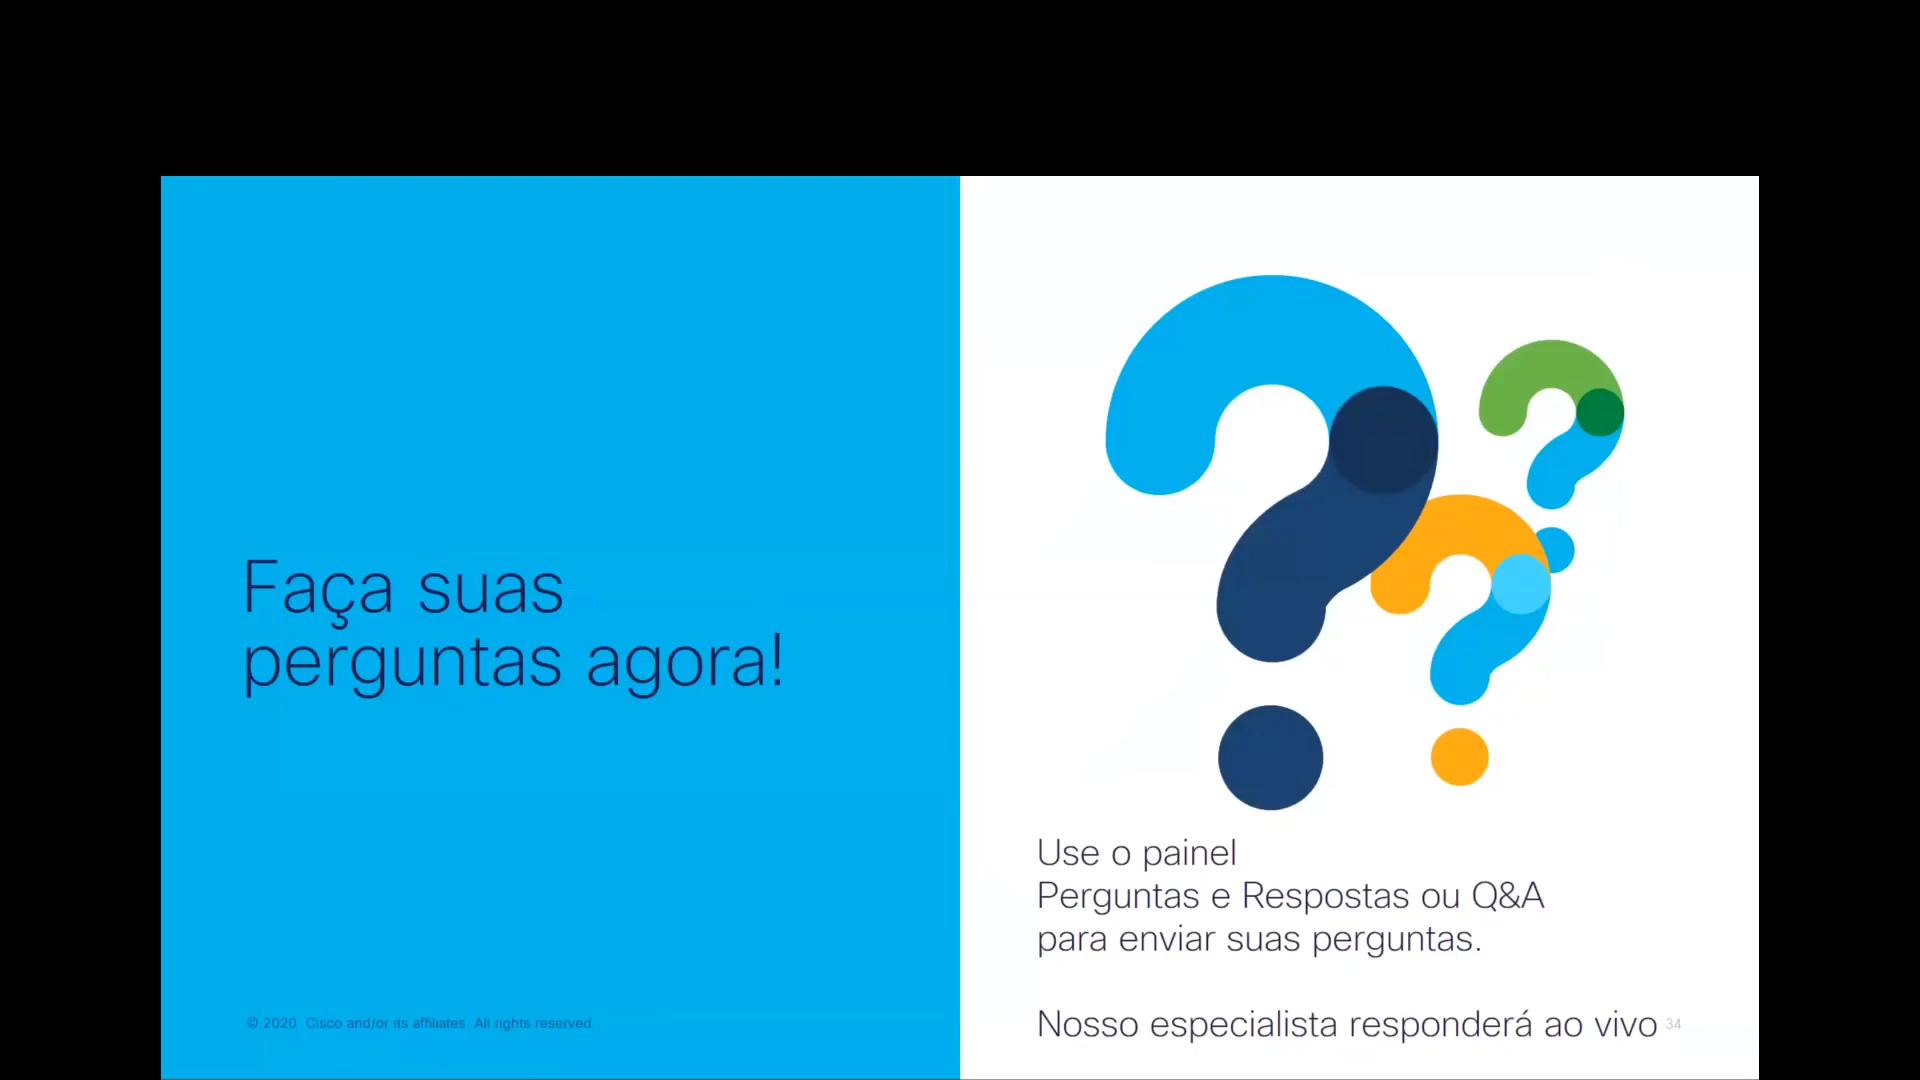 Faça suas
perguntas agora!
Use o painel
Perguntas e Respostas ou Q&A
para enviar suas perguntas.
Nosso especialista responderá ao vivo
© 2020 Cisco and/or its affiliates All rights reserved
34